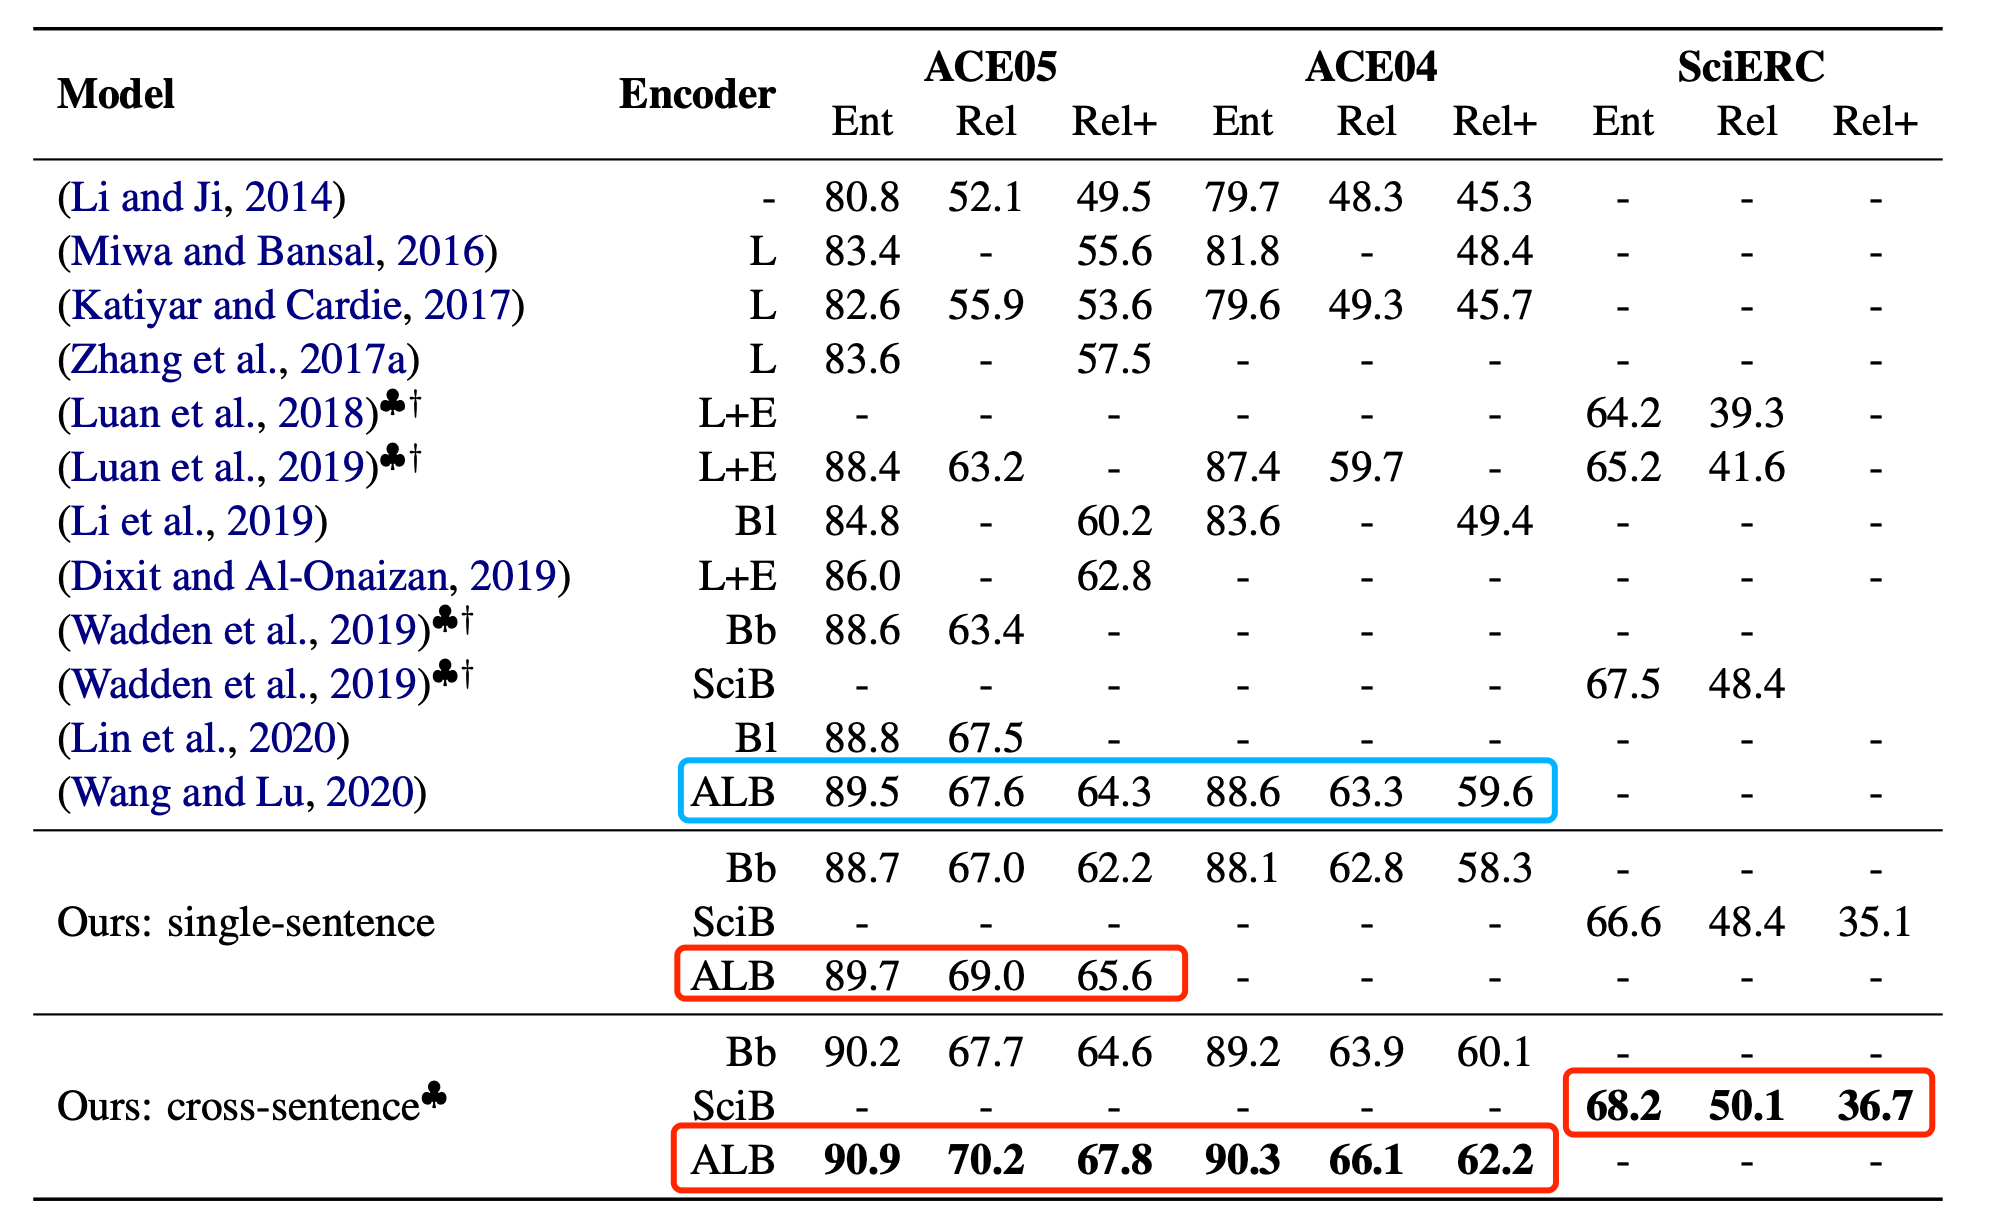 Model Encoder ACE05 ACE04 SciERC
Ent Rel Rel+ Ent Rel Rel+ Ent Rel Rel+
(Li and Ji, 2014) - 80.8 52.1 49.5 79.7 48.3 45.3 - - -
(Miwa and Bansal, 2016) L 83.4 - 55.6 81.8 - 48.4 - - -
(Katiyar and Cardie, 2017) L 82.6 55.9 53.6 79.6 49.3 45.7 - - -
(Zhang et al., 2017a) L 83.6 - 57.5 - - - - - -
(Luan et al., 2018)♣† L+E - - - - - - 64.2 39.3 -
(Luan et al., 2019)♣† L+E 88.4 63.2 - 87.4 59.7 - 65.2 41.6 -
(Li et al., 2019) Bl 84.8 - 60.2 83.6 - 49.4 - - -
(Dixit and Al-Onaizan, 2019) L+E 86.0 - 62.8 - - - - - -
(Wadden et al., 2019)♣† Bb 88.6 63.4 - - - - - -
(Wadden et al., 2019)♣† SciB - - - - - - 67.5 48.4
(Lin et al., 2020) Bl 88.8 67.5 - - - - - - -
(Wang and Lu, 2020) ALB 89.5 67.6 64.3 88.6 63.3 59.6 - - -
Bb 88.7 67.0 62.2 88.1 62.8 58.3 - - -
Ours: single-sentence SciB - - - - - - 66.6 48.4 35.1
ALB 89.7 69.0 65.6 - - - - - -
Bb 90.2 67.7 64.6 89.2 63.9 60.1 - - -
Ours: cross-sentence♣ SciB - - - - - - 68.2 50.1 36.7
ALB 90.9 70.2 67.8 90.3 66.1 62.2 - - -